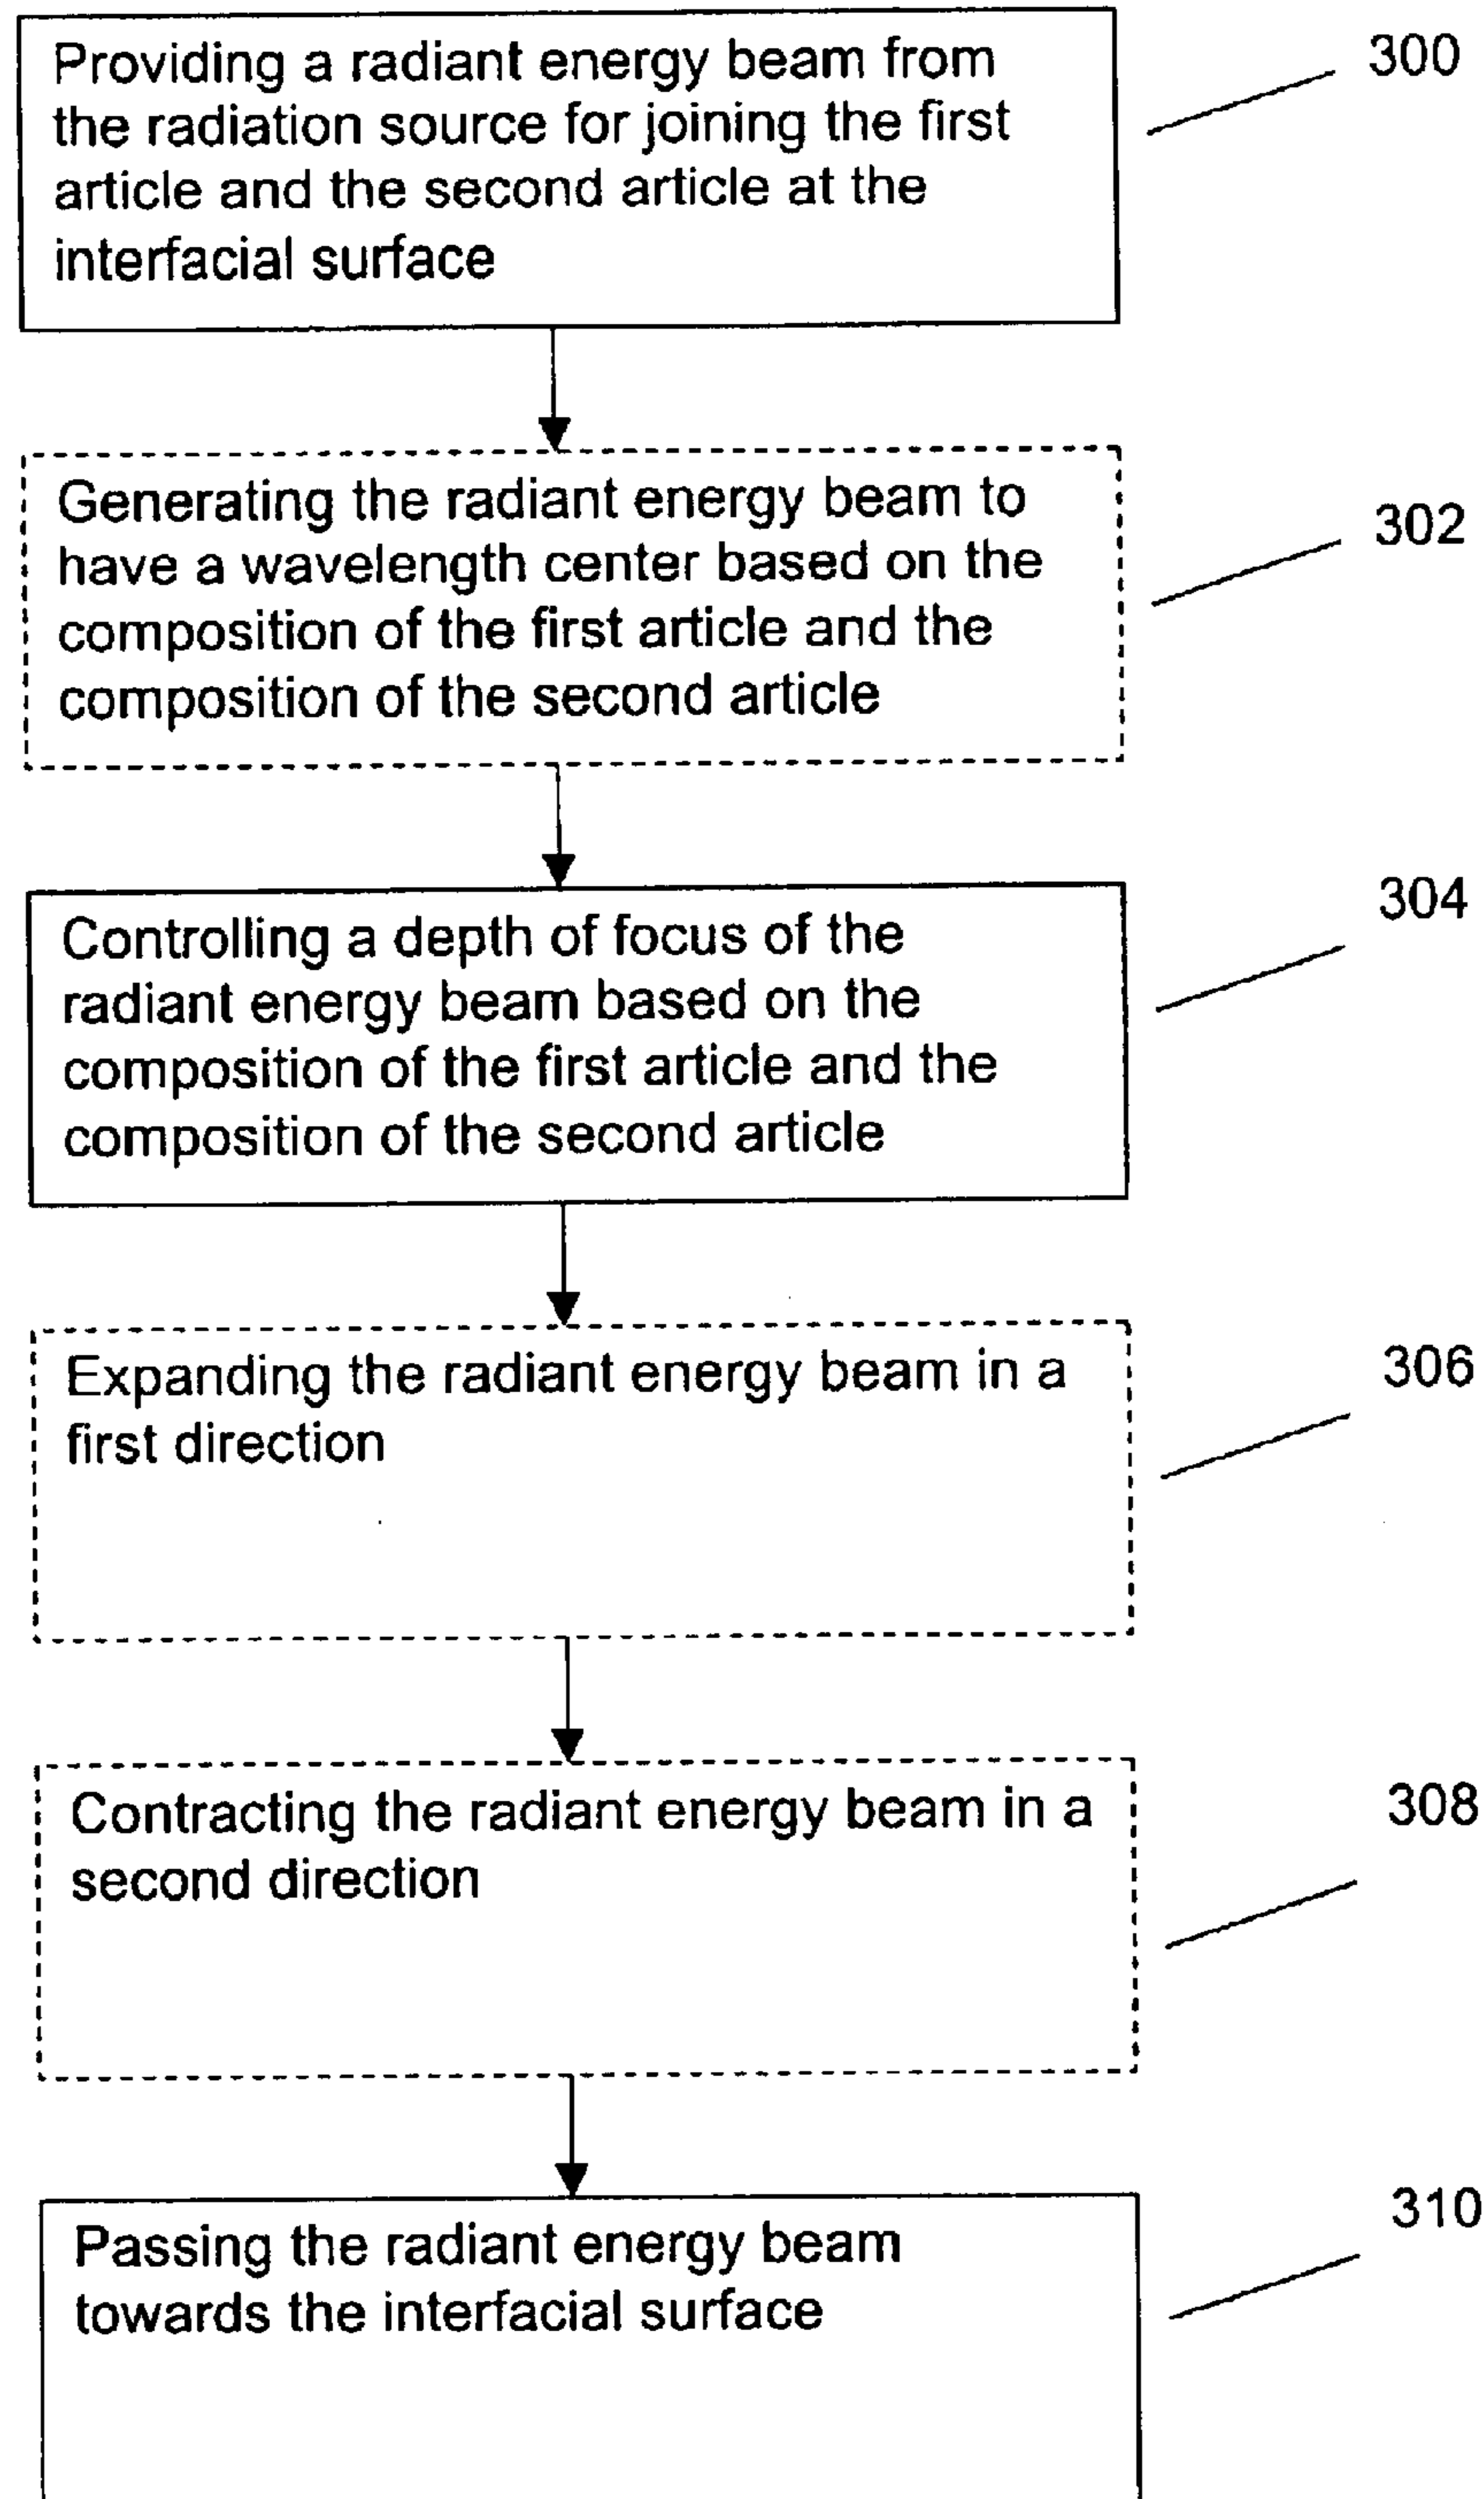 Providing a radiant energy beam from
the radiation source for joining the first
article and the second article at the
interfacial surface
300
Generating the radiant energy beam to
have a wavelength center based on the
composition of the first article and the
composition of the second article
302
Controlling a depth of focus of the
radiant energy beam based on the
composition of the first article and the
composition of the second article
304
Expanding the radiant energy beam in a
first direction
306
Contracting the radiant energy beam in a
second direction
308
Passing the radiant energy beam
towards the interfacial surface
310